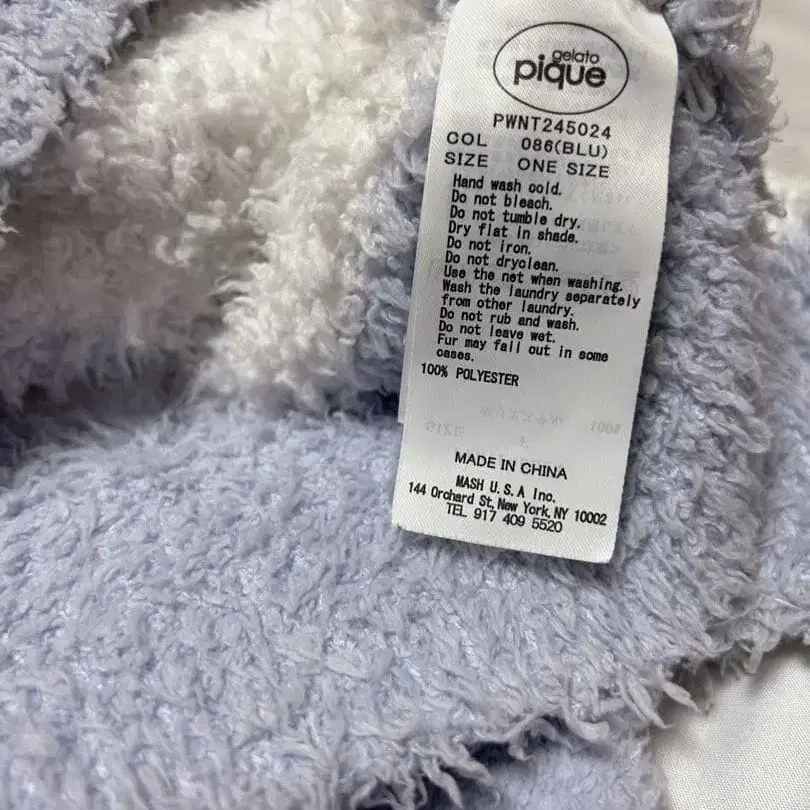 gelato
pique
PWNT245024
COL 086(BLU)
SIZE ONE SIZE
Hand wash cold.
Do not bleach.
Do not tumble dry.
Dry flat in shade.
Do not iron.
Do not dryclean.
Use the net when washing.
Wash the laundry separately
from other laundry.
Do not rub and wash.
Do not leave wet.
Fur may fall out in some
cases.
100% POLYESTER
MADE IN CHINA
MASH U.S.A Inc.
144 Orchard St, New York, NY 10002
TEL 917 409 5520